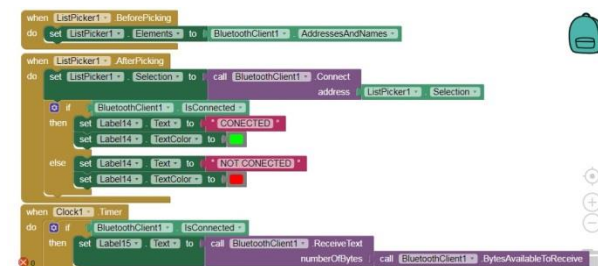 when ListPicker1 .BeforePicking
do set ListPicker1 . Elements to BluetoothClient1 . AddressesAndNames
when ListPicker1 .AfterPicking
do set ListPicker1 . Selection to call BluetoothClient1 .Connect
address ListPicker1 . Selection
if BluetoothClient1 . IsConnected
then set Label14 . Text to " CONECTED "
set Label14 . TextColor to
else set Label14 . Text to " NOT CONECTED "
set Label14 . TextColor to
when Clock1 .Timer
do if BluetoothClient1 . IsConnected
then set Label15 . Text to call BluetoothClient1 .ReceiveText
numberOfBytes call BluetoothClient1 .BytesAvailableToReceive
0